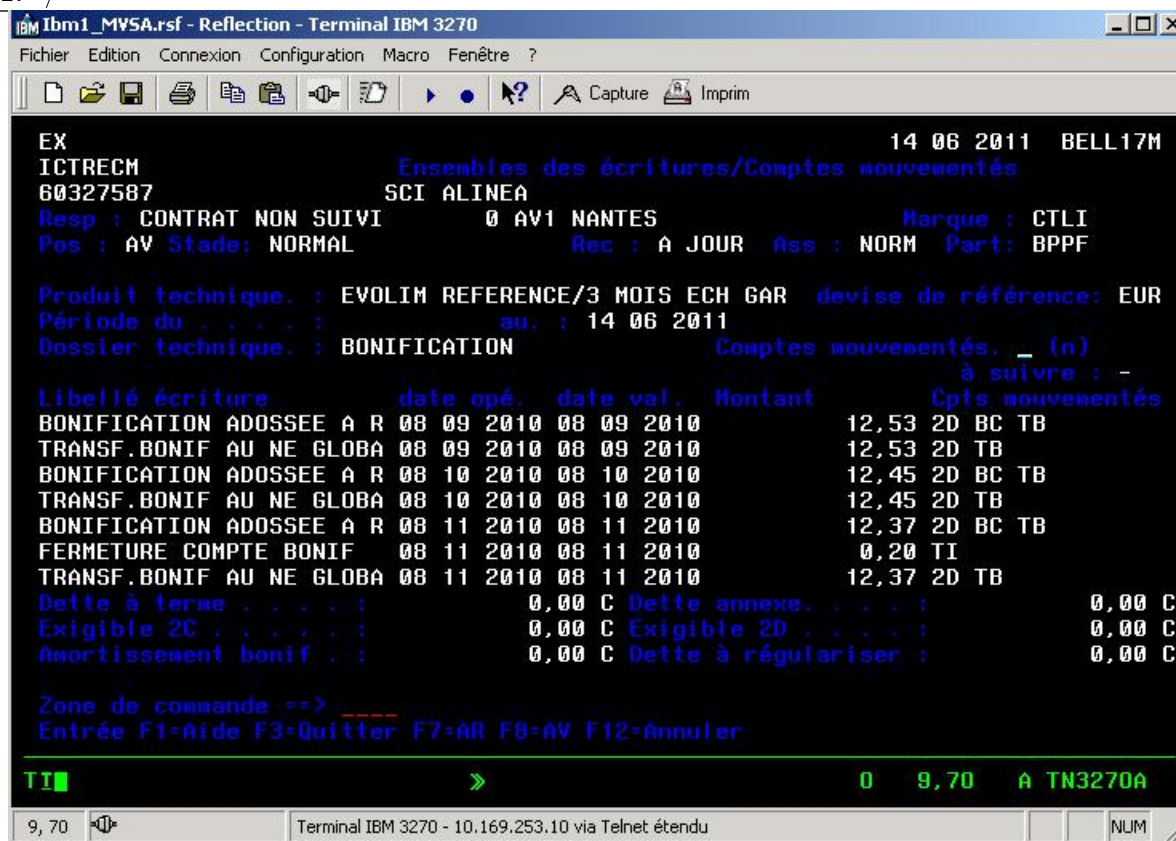 Ibm1_MVSA.rsf - Reflection - Terminal IBM 3270
Fichier Edition Connexion Configuration Macro Fenêtre ?
Capture Imprim
EX 14 06 2011 BELL17M
ICTRECM Ensembles des écritures/Comptes mouvementés
60327587 SCI ALINEA
Resp : CONTRAT NON SUIVI 0 AV1 NANTES Marque : CTLI
Pos : AV Stade: NORMAL Rec : A JOUR Ass : NORM Part: BPPF
Produit technique. : EVOLIM REFERENCE/3 MOIS ECH GAR devise de référence: EUR
Période du . . . . : au. : 14 06 2011
Dossier technique. : BONIFICATION Comptes mouvementés. _ (n)
à suivre : -
Libellé écriture date opé. date val. Montant Cpts mouvementés
BONIFICATION ADOSSEE A R 08 09 2010 08 09 2010 12,53 2D BC TB
TRANSF.BONIF AU NE GLOBA 08 09 2010 08 09 2010 12,53 2D TB
BONIFICATION ADOSSEE A R 08 10 2010 08 10 2010 12,45 2D BC TB
TRANSF.BONIF AU NE GLOBA 08 10 2010 08 10 2010 12,45 2D TB
BONIFICATION ADOSSEE A R 08 11 2010 08 11 2010 12,37 2D BC TB
FERMETURE COMPTE BONIF 08 11 2010 08 11 2010 0,20 TI
TRANSF.BONIF AU NE GLOBA 08 11 2010 08 11 2010 12,37 2D TB
Dette à terme . . . . . : 0,00 C Dette annexe. . . . . : 0,00 C
Exigible 2C . . . . . . : 0,00 C Exigible 2D . . . . . : 0,00 C
Amortissement bonif . : 0,00 C Dette à régulariser : 0,00 C
Zone de commande ==> ____
Entrée F1=Aide F3=Quitter F7=AR F8=AV F12=Annuler
TI » 0 9,70 A TN3270A
9, 70 Terminal IBM 3270 - 10.169.253.10 via Telnet étendu NUM